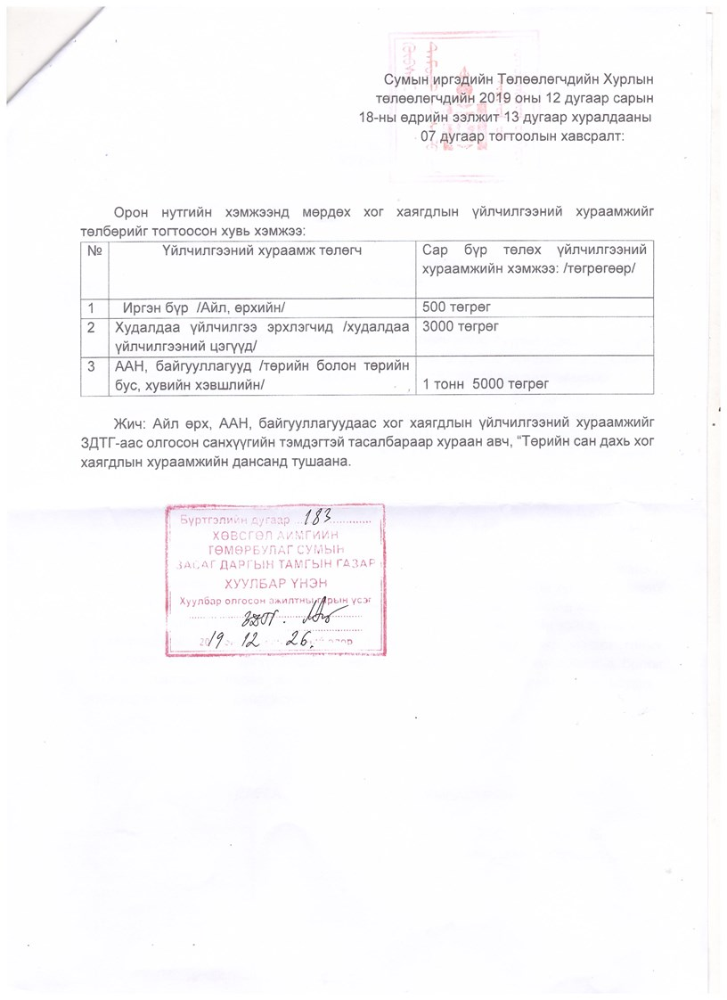 Сумын иргэдийн Төлөөлөгчдийн Хурлын
төлөөлөгчдийн 2019 оны 12 дугаар сарын
18-ны өдрийн ээлжит 13 дугаар хуралдааны
07 дугаар тогтоолын хавсралт:
Орон нутгийн хэмжээнд мөрдөх хог хаягдлын үйлчилгээний хураамжийг
төлбөрийг тогтоосон хувь хэмжээ:
№ Үйлчилгээний хураамж төлөгч Сар бүр төлөх үйлчилгээний
хураамжийн хэмжээ: /төгрөгөөр/
1 Иргэн бүр /Айл, өрхийн/ 500 төгрөг
2 Худалдаа үйлчилгээ эрхлэгчид /худалдаа 3000 төгрөг
үйлчилгээний цэгүүд/
3 ААН, байгууллагууд /төрийн болон төрийн
бус, хувийн хэвшлийн/ 1 тонн 5000 төгрөг
Жич: Айл өрх, ААН, байгууллагуудаас хог хаягдлын үйлчилгээний хураамжийг
ЗДТГ-аас олгосон санхүүгийн тэмдэгтэй тасалбараар хураан авч, "Төрийн сан дахь хог
хаягдлын хураамжийн дансанд тушаана.
Бүртгэлийн дугаар 183
ХӨВСГӨЛ АЙМГИЙН
ТӨМӨРБУЛАГ СУМЫН
ЗАСАГ ДАРГЫН ТАМГЫН ГАЗАР
ХУУЛБАР ҮНЭН
Хуулбар олгосон ажилтны гарын үсэг
ЗДТГ.
2019 12 26.